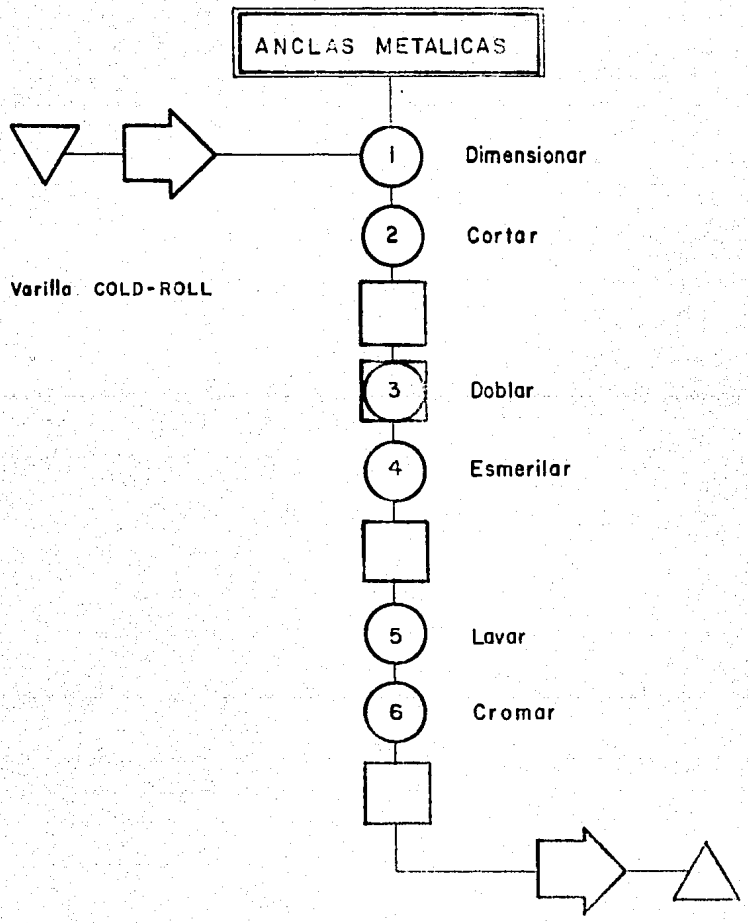 ANCLAS METALICAS
1 Dimensionar
2 Cortar
Varilla COLD-ROLL
3 Doblar
4 Esmerilar
5 Lavar
6 Cromar